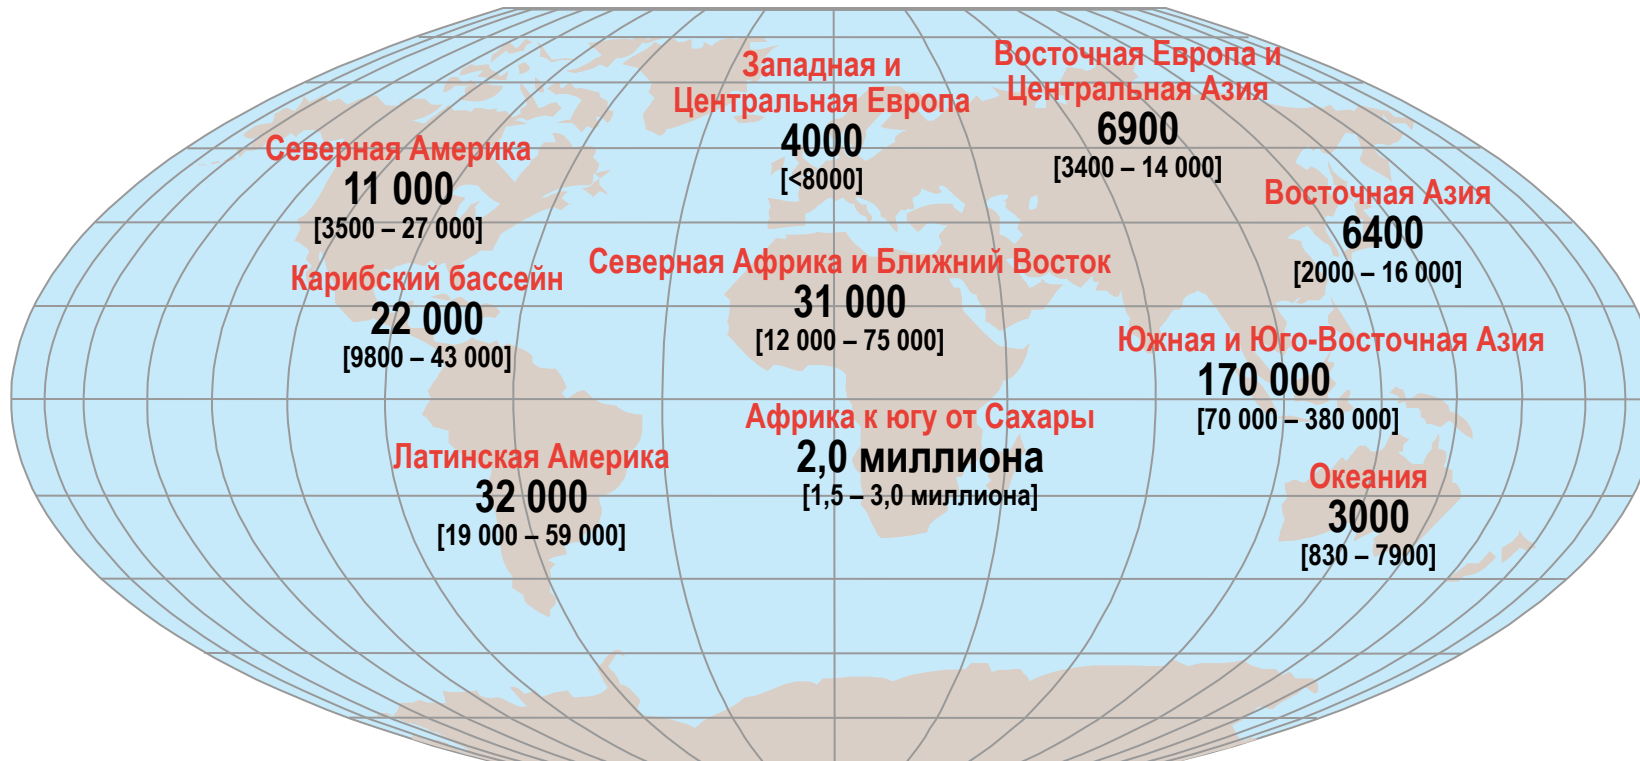 Западная и
Центральная Европа
4000
[<8000]
Восточная Европа и
Центральная Азия
6900
[3400 – 14 000]
Северная Америка
11 000
[3500 – 27 000]
Восточная Азия
6400
[2000 – 16 000]
Карибский бассейн
22 000
[9800 – 43 000]
Северная Африка и Ближний Восток
31 000
[12 000 – 75 000]
Южная и Юго-Восточная Азия
170 000
[70 000 – 380 000]
Африка к югу от Сахары
2,0 миллиона
[1,5 – 3,0 миллиона]
Латинская Америка
32 000
[19 000 – 59 000]
Океания
3000
[830 – 7900]